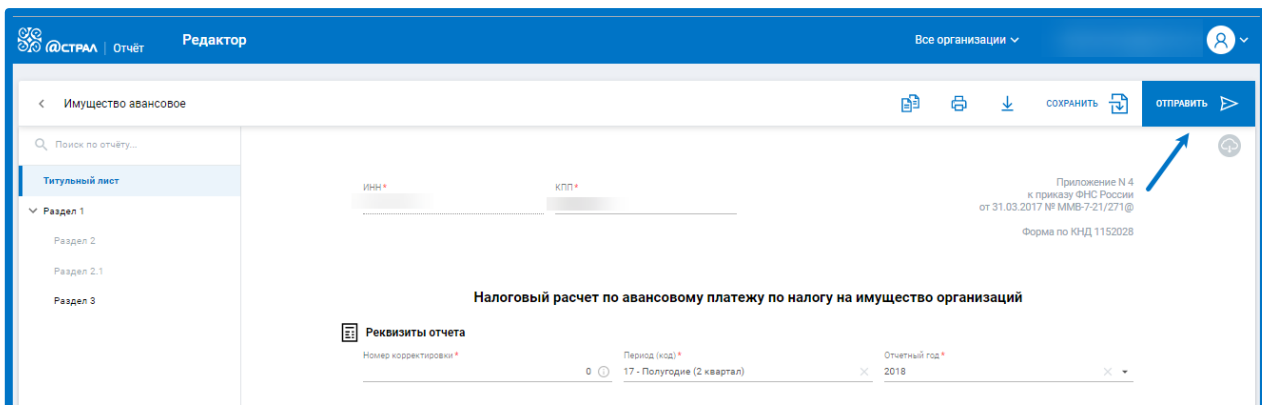 @СТРАЛ | Отчёт
Редактор
Все организации
Имущество авансовое
СОХРАНИТЬ
ОТПРАВИТЬ
Поиск по отчёту...
Титульный лист
Раздел 1
Раздел 2
Раздел 2.1
Раздел 3
ИНН *
КПП *
Приложение N 4
к приказу ФНС России
от 31.03.2017 № ММВ-7-21/271@
Форма по КНД 1152028
Налоговый расчет по авансовому платежу по налогу на имущество организаций
Реквизиты отчета
Номер корректировки *
Период (код) *
Отчетный год *
0
17 - Полугодие (2 квартал)
2018